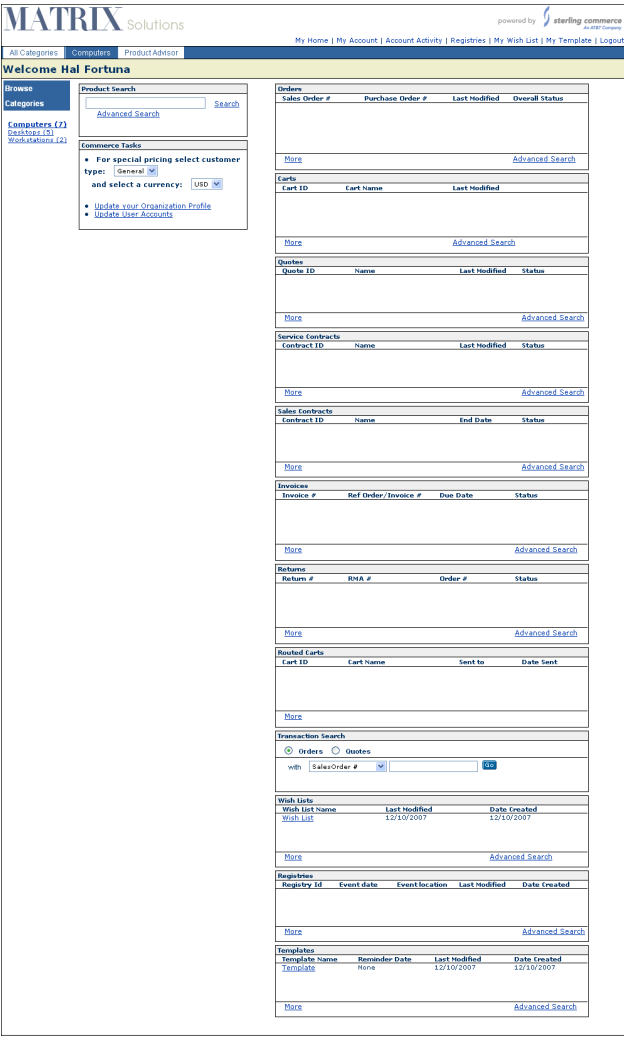 MATRIX Solutions
powered by sterling commerce
An AT&T Company
My Home | My Account | Account Activity | Registries | My Wish List | My Template | Logout
All Categories Computers Product Advisor
Welcome Hal Fortuna
Browse
Categories
Computers (7)
Desktops (5)
Workstations (2)
Product Search
Search
Advanced Search
Commerce Tasks
• For special pricing select customer
type: General
and select a currency: USD
• Update your Organization Profile
• Update User Accounts
Orders
Sales Order # Purchase Order # Last Modified Overall Status
More Advanced Search
Carts
Cart ID Cart Name Last Modified
More Advanced Search
Quotes
Quote ID Name Last Modified Status
More Advanced Search
Service Contracts
Contract ID Name Last Modified Status
More Advanced Search
Sales Contracts
Contract ID Name End Date Status
More Advanced Search
Invoices
Invoice # Ref Order/Invoice # Due Date Status
More Advanced Search
Returns
Return # RMA # Order # Status
More Advanced Search
Routed Carts
Cart ID Cart Name Sent to Date Sent
More
Transaction Search
Orders Quotes
with SalesOrder # Go
Wish Lists
Wish List Name Last Modified Date Created
Wish List 12/10/2007 12/10/2007
More Advanced Search
Registries
Registry Id Event date Event location Last Modified Date Created
More Advanced Search
Templates
Template Name Reminder Date Last Modified Date Created
Template None 12/10/2007 12/10/2007
More Advanced Search